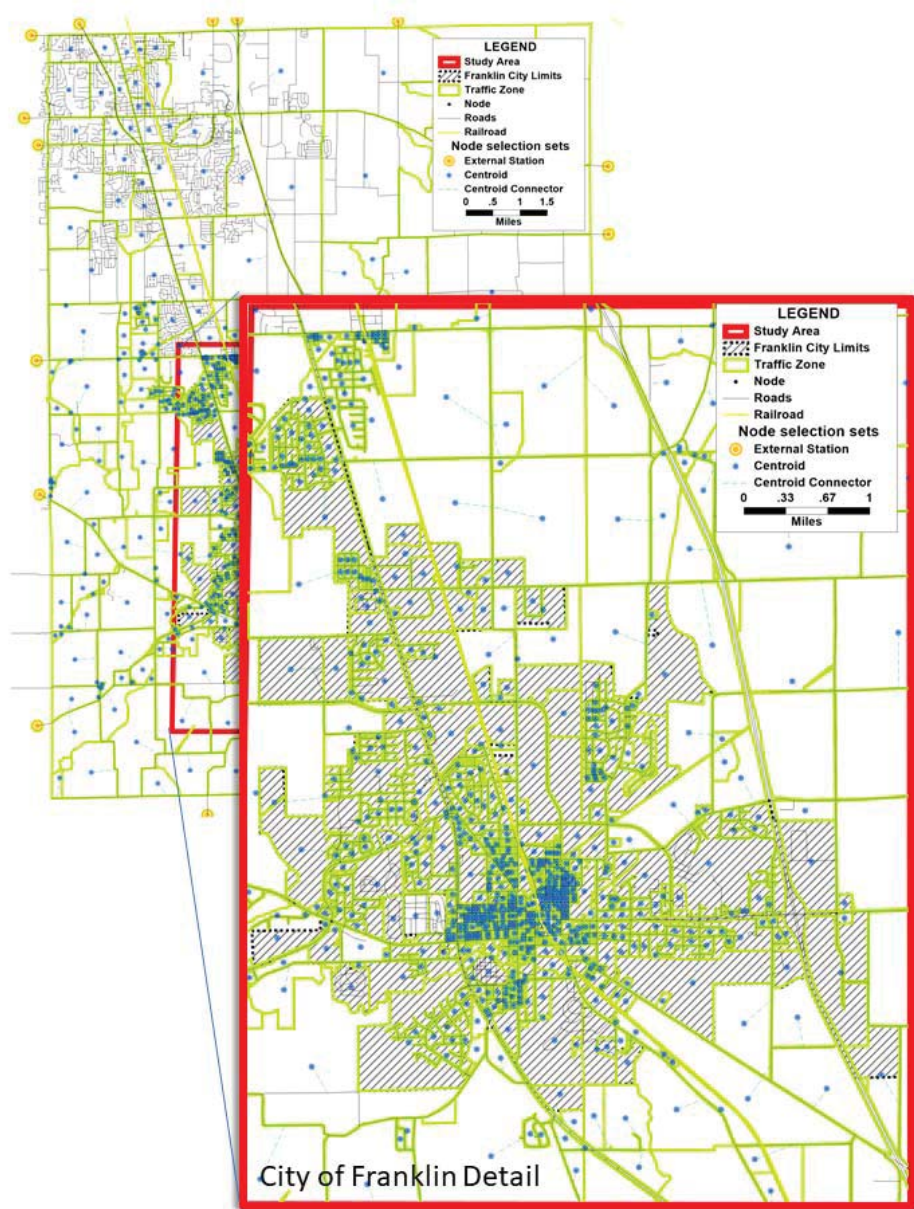 LEGEND
Study Area
Franklin City Limits
Traffic Zone
Node
Roads
Railroad
Node selection sets
External Station
Centroid
Centroid Connector
0 .5 1 1.5
Miles
LEGEND
Study Area
Franklin City Limits
Traffic Zone
Node
Roads
Railroad
Node selection sets
External Station
Centroid
Centroid Connector
0 .33 .67 1
Miles
City of Franklin Detail